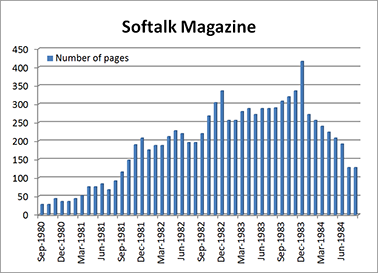 Softalk Magazine
Number of pages
450
400
350
300
250
200
150
100
50
0
Sep-1980
Dec-1980
Mar-1981
Jun-1981
Sep-1981
Dec-1981
Mar-1982
Jun-1982
Sep-1982
Dec-1982
Mar-1983
Jun-1983
Sep-1983
Dec-1983
Mar-1984
Jun-1984